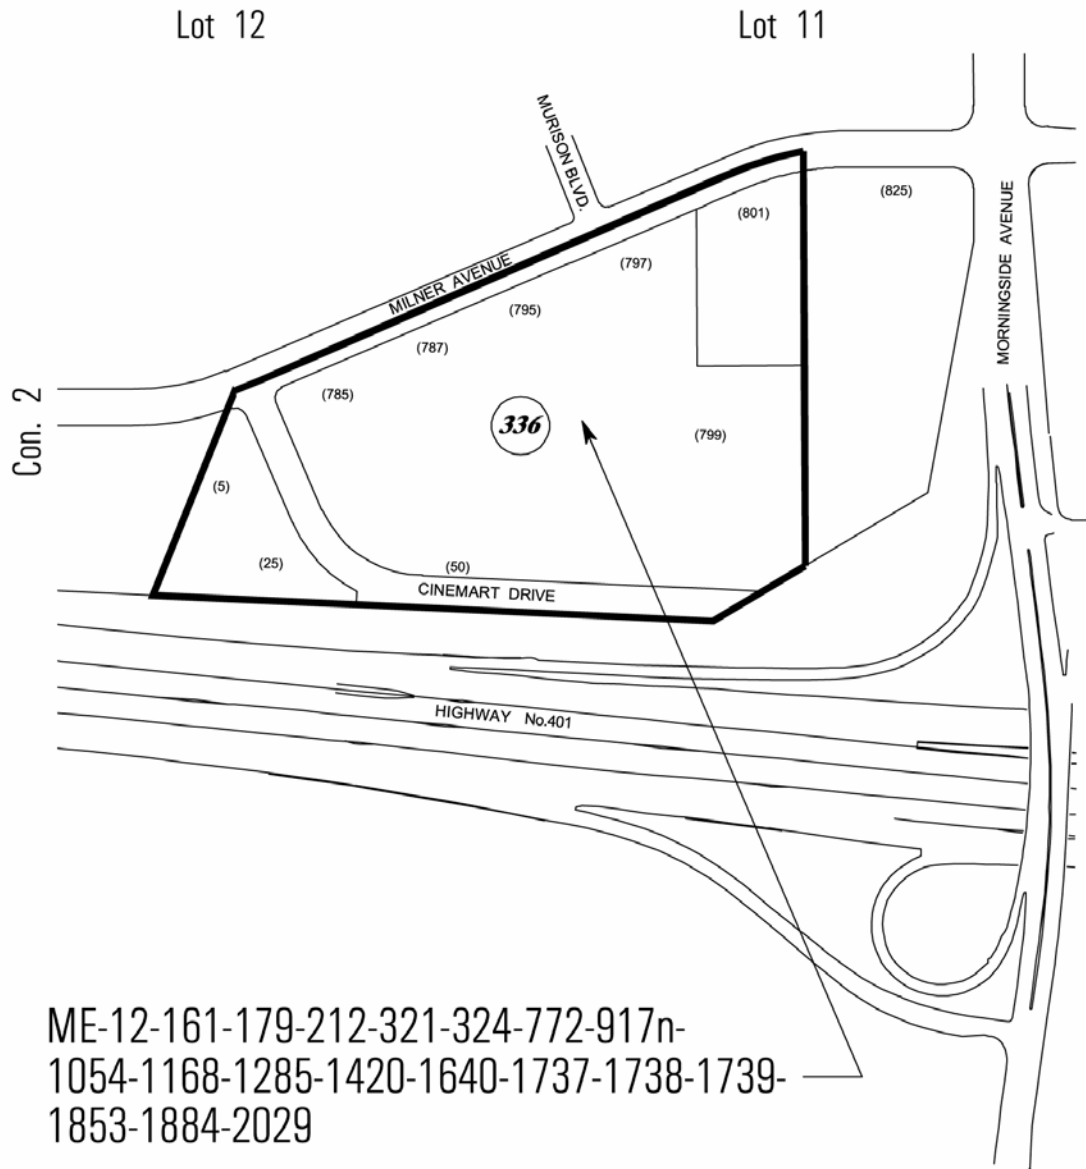 Lot 12
Lot 11
MURISON BLVD.
(825)
(801)
MORNINGSIDE AVENUE
(797)
MILNER AVENUE
(795)
(787)
(785)
Con. 2
336
(799)
(5)
(25)
(50)
CINEMART DRIVE
HIGHWAY No.401
ME-12-161-179-212-321-324-772-917n-
1054-1168-1285-1420-1640-1737-1738-1739-
1853-1884-2029